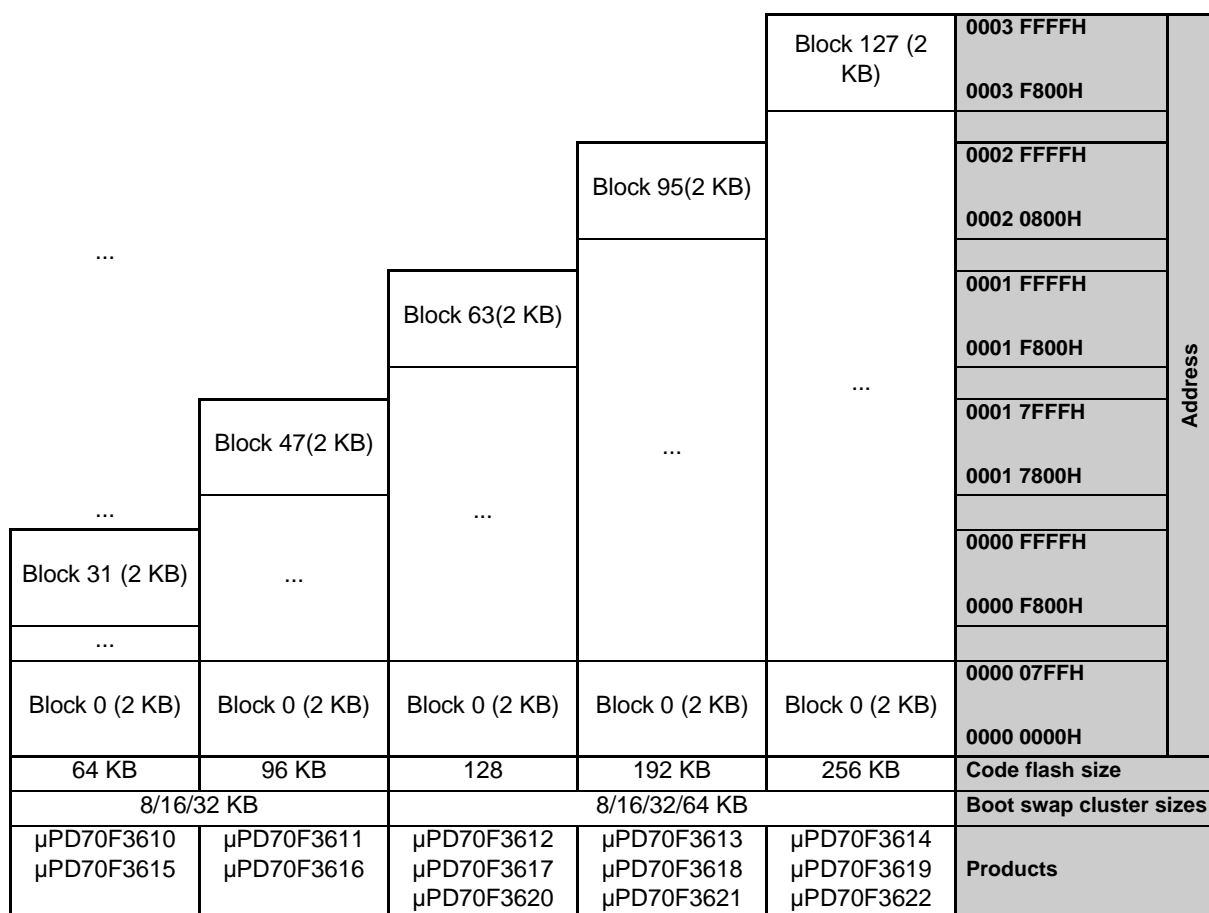 Block 127 (2
KB)
0003 FFFFH
0003 F800H
Block 95(2 KB)
0002 FFFFH
0002 0800H
...
Block 63(2 KB)
0001 FFFFH
0001 F800H
...
Address
Block 47(2 KB)
...
0001 7FFFH
0001 7800H
...
...
Block 31 (2 KB)
...
0000 FFFFH
0000 F800H
...
Block 0 (2 KB)
Block 0 (2 KB)
Block 0 (2 KB)
Block 0 (2 KB)
Block 0 (2 KB)
0000 07FFH
0000 0000H
64 KB
96 KB
128
192 KB
256 KB
Code flash size
8/16/32 KB
8/16/32/64 KB
Boot swap cluster sizes
µPD70F3610
µPD70F3615
µPD70F3611
µPD70F3616
µPD70F3612
µPD70F3617
µPD70F3620
µPD70F3613
µPD70F3618
µPD70F3621
µPD70F3614
µPD70F3619
µPD70F3622
Products